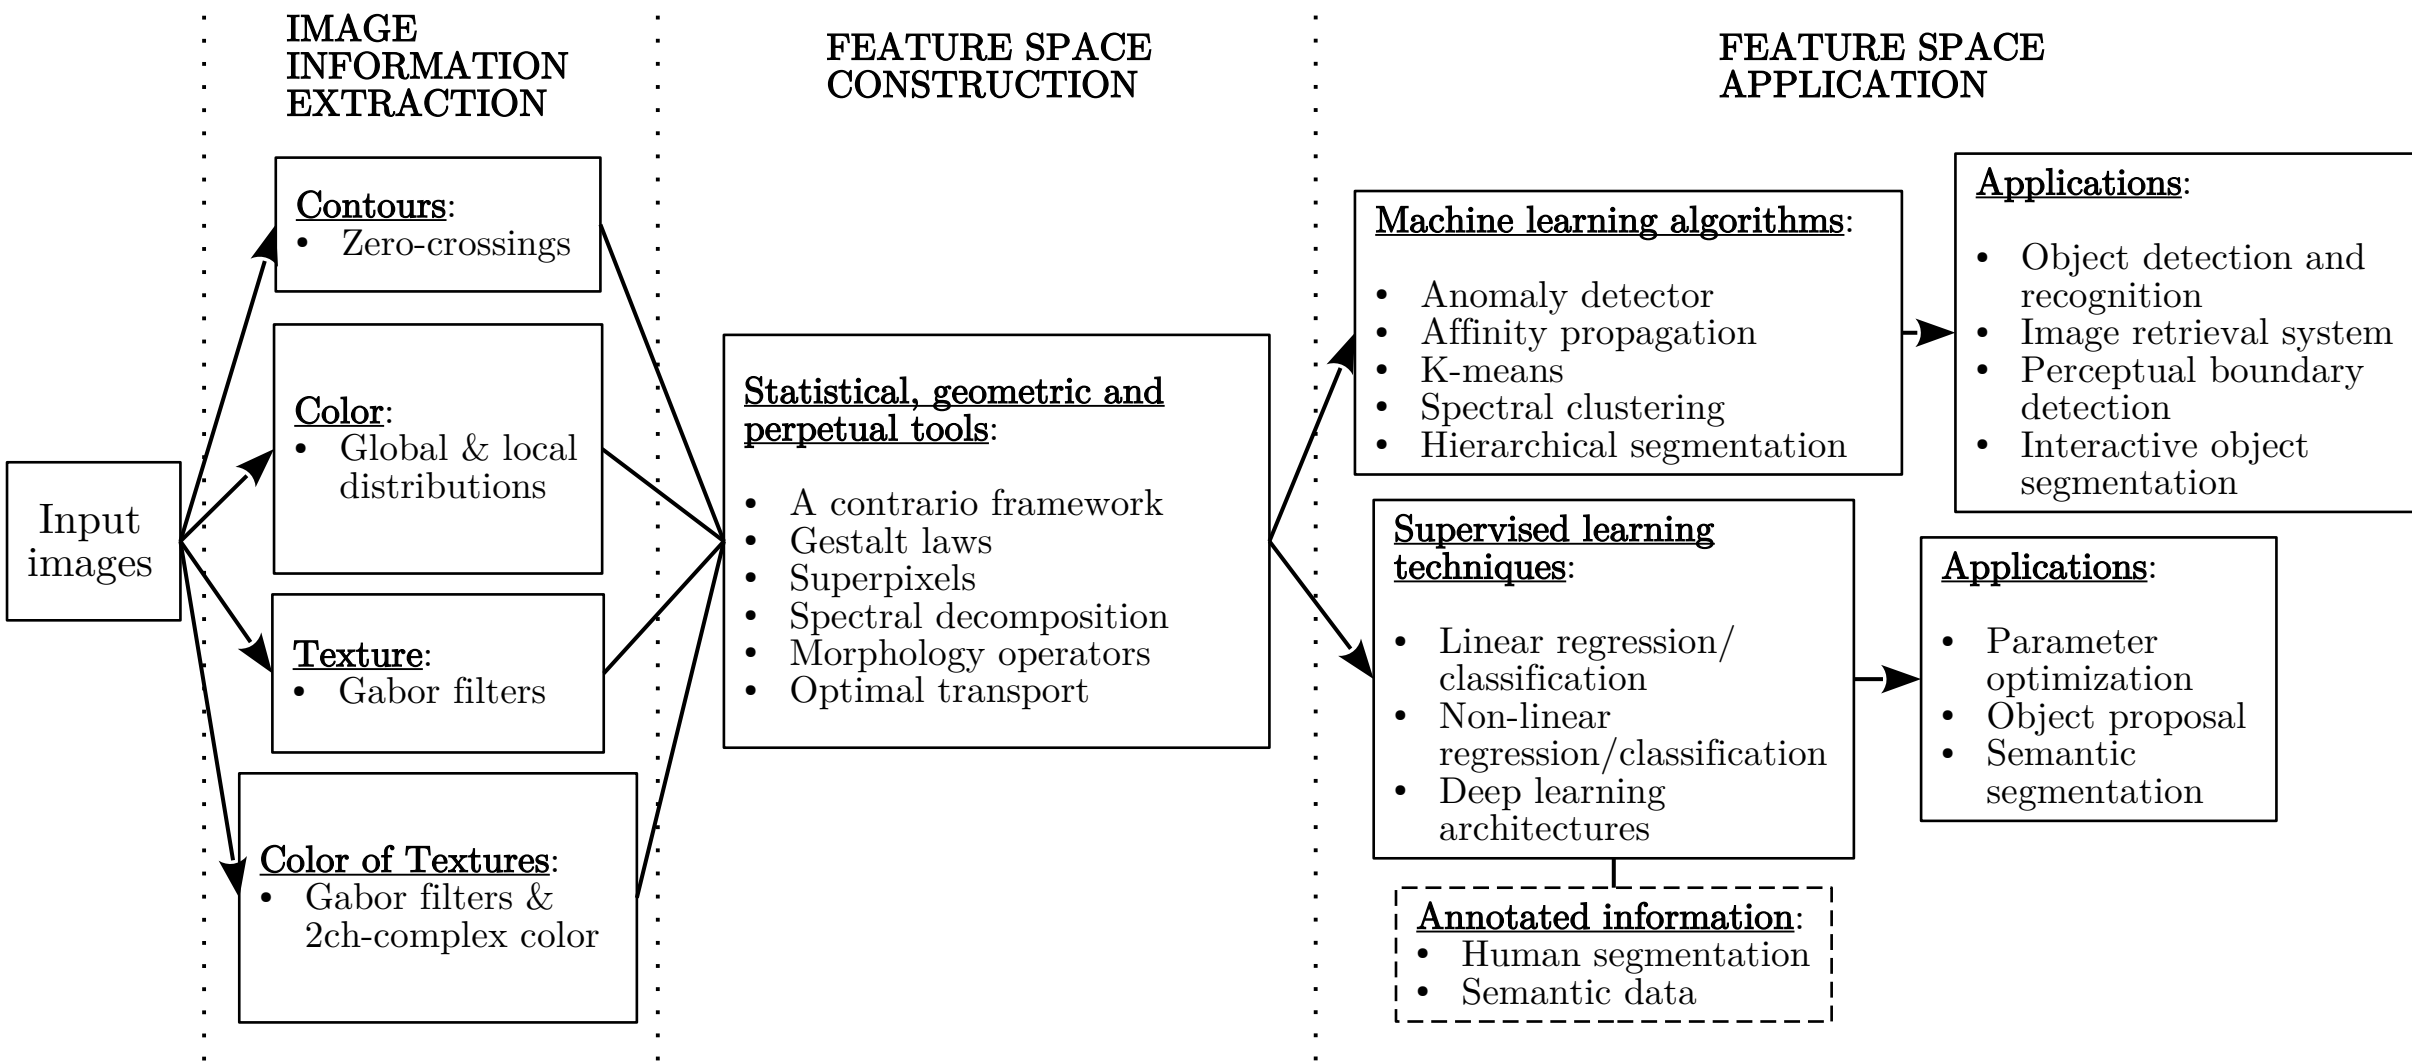 IMAGE
INFORMATION
EXTRACTION
FEATURE SPACE
CONSTRUCTION
FEATURE SPACE
APPLICATION
Input
images
Contours:
• Zero-crossings
Color:
• Global & local
distributions
Texture:
• Gabor filters
Color of Textures:
• Gabor filters &
2ch-complex color
Statistical, geometric and
perpetual tools:
• A contrario framework
• Gestalt laws
• Superpixels
• Spectral decomposition
• Morphology operators
• Optimal transport
Machine learning algorithms:
• Anomaly detector
• Affinity propagation
• K-means
• Spectral clustering
• Hierarchical segmentation
Applications:
• Object detection and
recognition
• Image retrieval system
• Perceptual boundary
detection
• Interactive object
segmentation
Supervised learning
techniques:
• Linear regression/
classification
• Non-linear
regression/classification
• Deep learning
architectures
Applications:
• Parameter
optimization
• Object proposal
• Semantic
segmentation
Annotated information:
• Human segmentation
• Semantic data